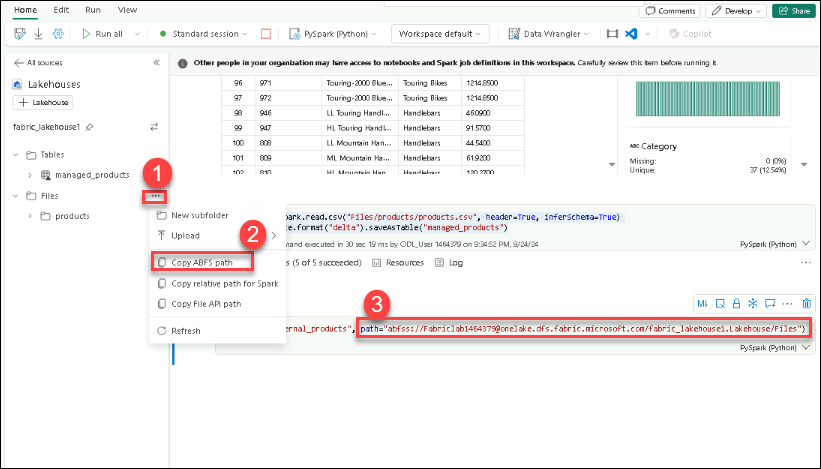 Home Edit Run View
Comments Develop Share
Run all Standard session PySpark (Python) Workspace default Data Wrangler Copilot
All sources
Other people in your organization may have access to notebooks and Spark job definitions in this workspace. Carefully review this item before running it.
Lakehouses
+ Lakehouse
fabric_lakehouse1
Tables
managed_products
Files
products
96 971 Touring-2000 Blue... Touring Bikes 1214.8500
97 972 Touring-2000 Blue... Touring Bikes 1214.8500
98 946 LL Touring Handl... Handlebars 46.0900
99 947 HL Touring Handl... Handlebars 91.5700
100 808 LL Mountain Han... Handlebars 44.5400
101 809 ML Mountain Ha... Handlebars 61.9200
102 810 HL Mountain Han... Handlebars 120.2700
ABC Category
Missing: 0 (0%)
Unique: 37 (12.54%)
1
...
New subfolder
Upload
2
Copy ABFS path
Copy relative path for Spark
Copy File API path
Refresh
park.read.csv("Files/products/products.csv", header=True, inferSchema=True)
te.format("delta").saveAsTable("managed_products")
mand executed in 30 sec 19 ms by ODL_User 1464379 on 9:34:52 PM, 9/24/24
PySpark (Python)
s (5 of 5 succeeded) Resources Log ...
3
M↓ ...
ernal_products", path="abfss://Fabriclab1464379@onelake.dfs.fabric.microsoft.com/fabric_lakehouse1.Lakehouse/Files")
PySpark (Python)